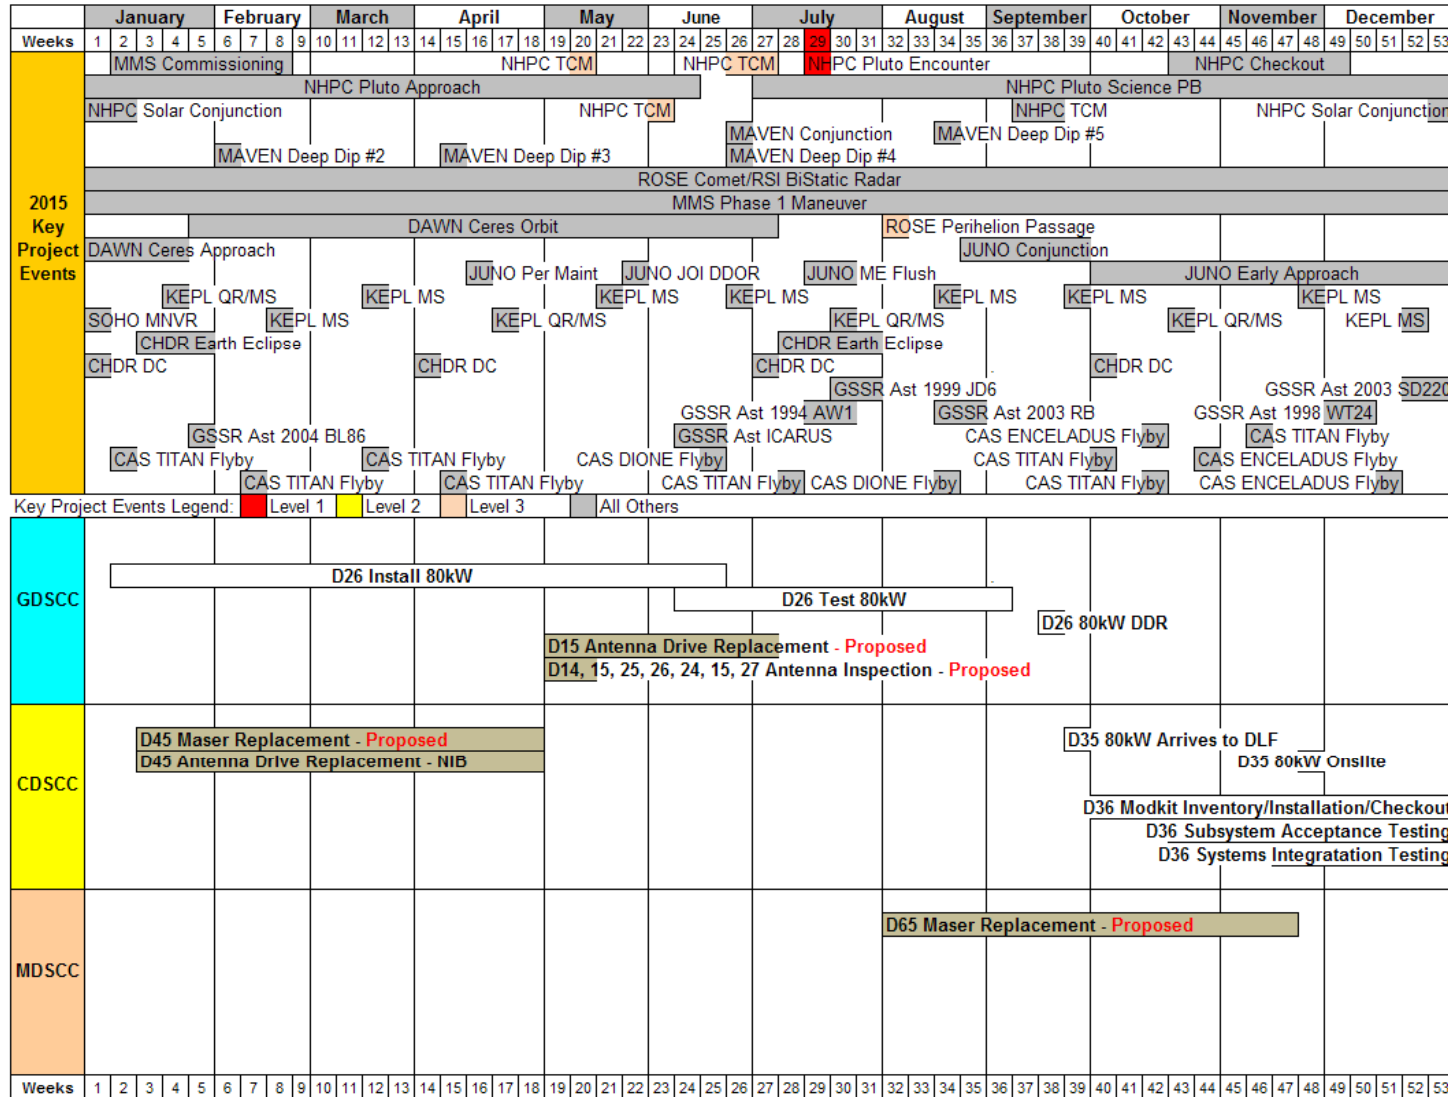 January February March April May June July August September October November December
Weeks 1 2 3 4 5 6 7 8 9 10 11 12 13 14 15 16 17 18 19 20 21 22 23 24 25 26 27 28 29 30 31 32 33 34 35 36 37 38 39 40 41 42 43 44 45 46 47 48 49 50 51 52 53
2015 Key Project Events
MMS Commissioning NHPC TCM NHPC TCM NHPC Pluto Encounter NHPC Checkout
NHPC Pluto Approach NHPC Pluto Science PB
NHPC Solar Conjunction NHPC TCM NHPC TCM NHPC Solar Conjunction
MAVEN Conjunction MAVEN Deep Dip #5
MAVEN Deep Dip #2 MAVEN Deep Dip #3 MAVEN Deep Dip #4
ROSE Comet/RSI BiStatic Radar
MMS Phase 1 Maneuver
DAWN Ceres Orbit ROSE Perihelion Passage
DAWN Ceres Approach JUNO Conjunction
JUNO Per Maint JUNO JOI DDOR JUNO ME Flush JUNO Early Approach
KEPL QR/MS KEPL MS KEPL MS KEPL MS KEPL MS KEPL MS KEPL MS
SOHO MNVR KEPL MS KEPL QR/MS KEPL QR/MS KEPL QR/MS KEPL MS
CHDR Earth Eclipse CHDR Earth Eclipse
CHDR DC CHDR DC CHDR DC CHDR DC
GSSR Ast 1999 JD6 GSSR Ast 2003 SD220
GSSR Ast 1994 AW1 GSSR Ast 2003 RB GSSR Ast 1998 WT24
GSSR Ast 2004 BL86 GSSR Ast ICARUS CAS ENCELADUS Flyby CAS TITAN Flyby
CAS TITAN Flyby CAS TITAN Flyby CAS DIONE Flyby CAS TITAN Flyby CAS ENCELADUS Flyby
CAS TITAN Flyby CAS TITAN Flyby CAS TITAN Flyby CAS DIONE Flyby CAS TITAN Flyby CAS ENCELADUS Flyby
Key Project Events Legend: Level 1 Level 2 Level 3 All Others
GDSCC
D26 Install 80kW
D26 Test 80kW
D26 80kW DDR
D15 Antenna Drive Replacement - Proposed
D14, 15, 25, 26, 24, 15, 27 Antenna Inspection - Proposed
CDSCC
D45 Maser Replacement - Proposed D35 80kW Arrives to DLF
D45 Antenna Drive Replacement - NIB D35 80kW Onsite
D36 Modkit Inventory/Installation/Checkout
D36 Subsystem Acceptance Testing
D36 Systems Integratation Testing
MDSCC
D65 Maser Replacement - Proposed
Weeks 1 2 3 4 5 6 7 8 9 10 11 12 13 14 15 16 17 18 19 20 21 22 23 24 25 26 27 28 29 30 31 32 33 34 35 36 37 38 39 40 41 42 43 44 45 46 47 48 49 50 51 52 53